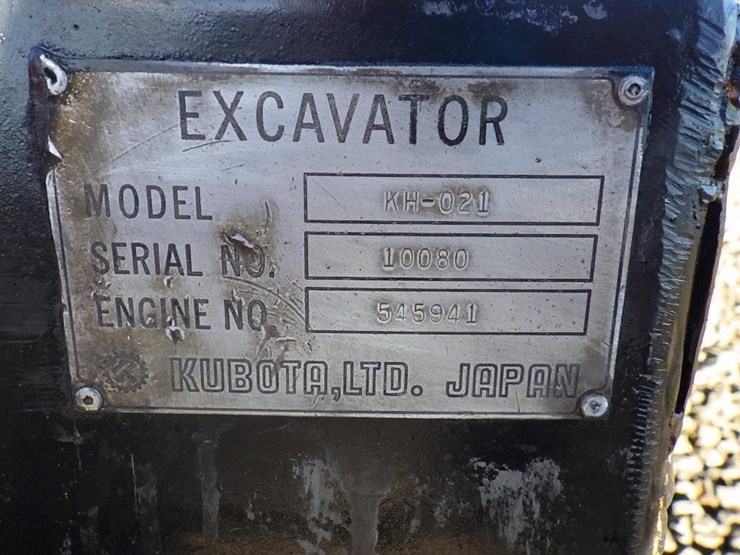 EXCAVATOR
MODEL KH-021
SERIAL NO. 10080
ENGINE NO 545941
KUBOTA,LTD. JAPAN